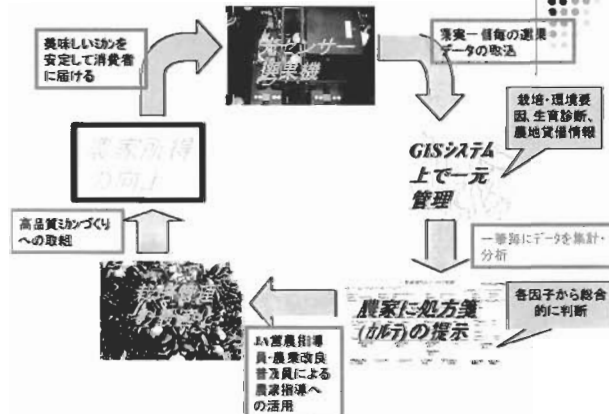 美味しいミカンを
安定して消費者
に届ける
光センサー
選果機
果実一個毎の選果
データの取込
栽培・環境要
因、生育診断、
農地貸借情報
GISシステム
上で一元
管理
一筆毎にデータを集計・
分析
各因子から総合
的に判断
農家に処方箋
(カルテ)の提示
JA営農指導
員・農業改良
普及員による
農家指導へ
の活用
高品質ミカンづくり
への取組
農家所得
の向上